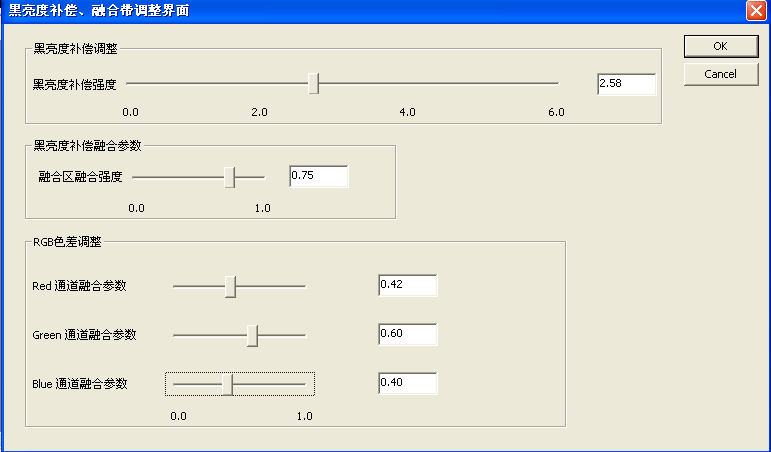 黑亮度补偿、融合带调整界面
黑亮度补偿调整
OK
黑亮度补偿强度 2.58
Cancel
0.0 2.0 4.0 6.0
黑亮度补偿融合参数
融合区融合强度 0.75
0.0 1.0
RGB色差调整
Red 通道融合参数 0.42
Green 通道融合参数 0.60
Blue 通道融合参数 0.40
0.0 1.0